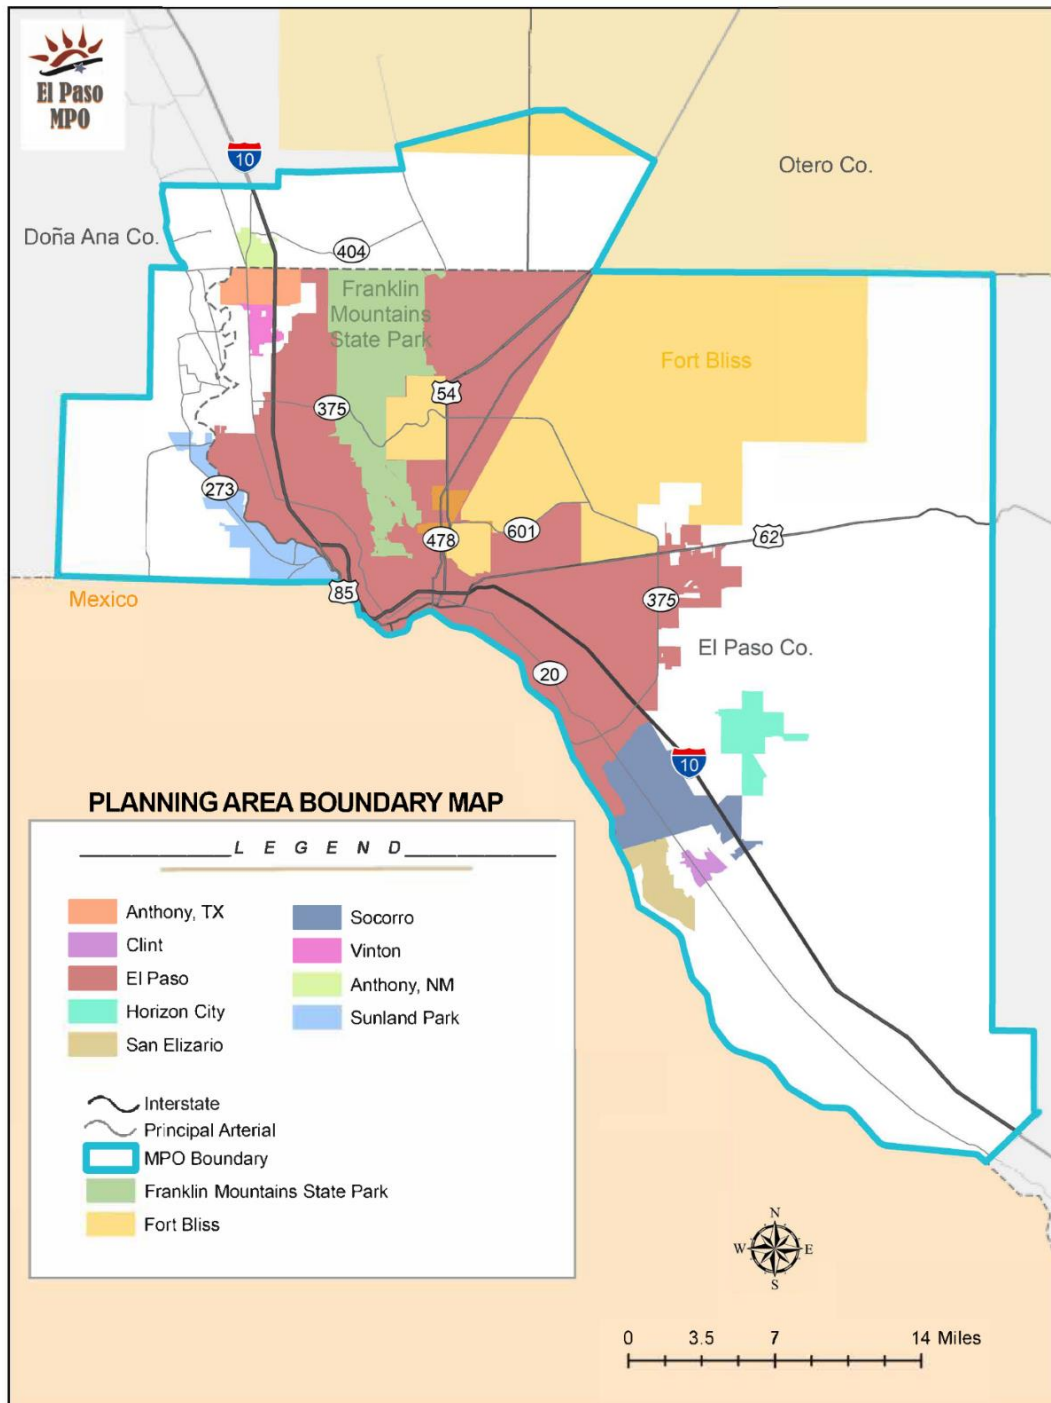 El Paso
MPO
10
Otero Co.
Doña Ana Co.
404
Franklin
Mountains
State Park
Fort Bliss
54
375
273
62
601
478
85
Mexico
375
El Paso Co.
20
10
PLANNING AREA BOUNDARY MAP
LEGEND
Anthony, TX
Clint
El Paso
Horizon City
San Elizario
Socorro
Vinton
Anthony, NM
Sunland Park
Interstate
Principal Arterial
MPO Boundary
Franklin Mountains State Park
Fort Bliss
N
W E
S
0 3.5 7 14 Miles